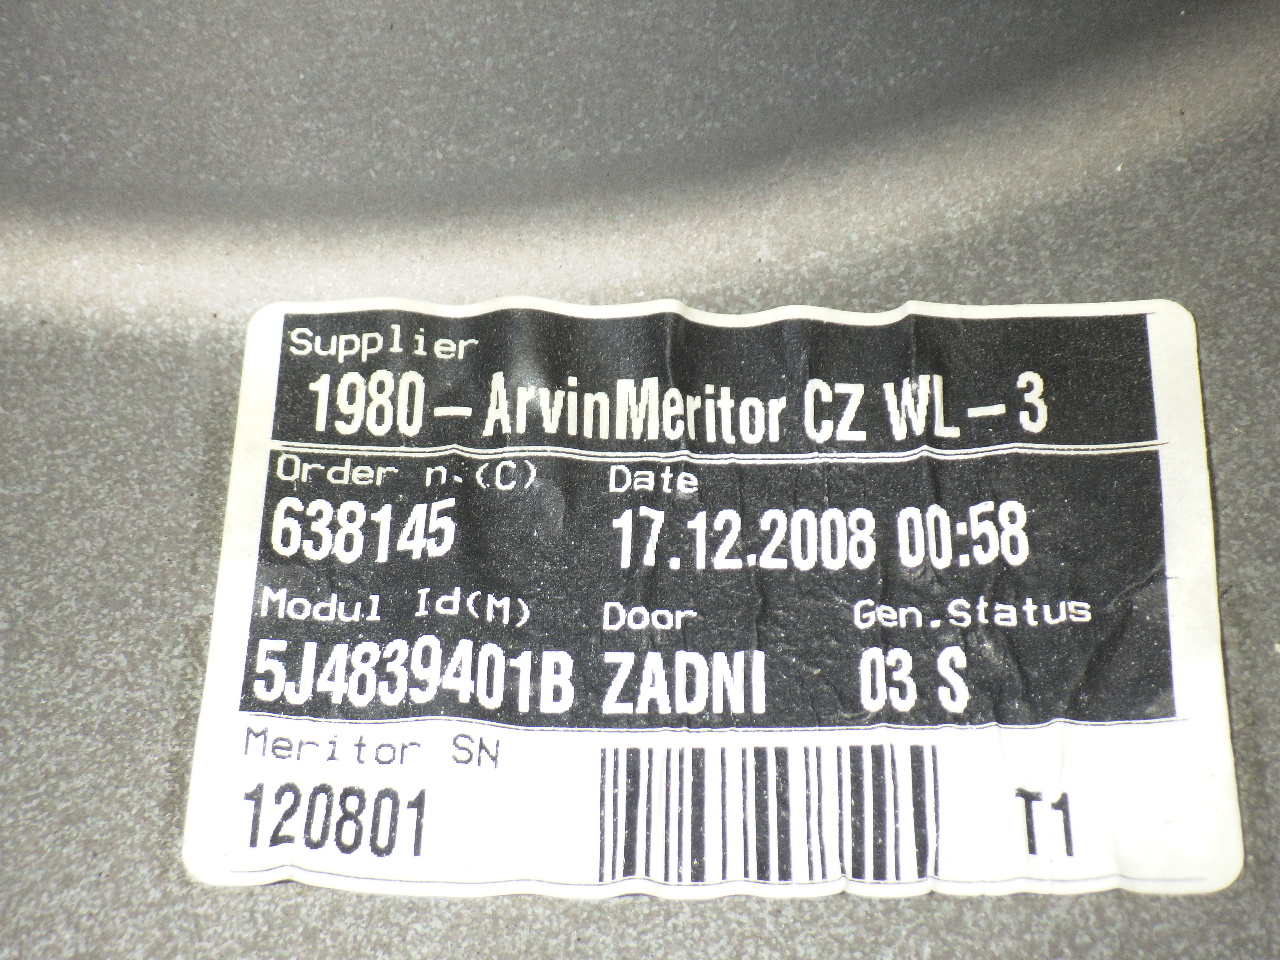 Supplier
1980-ArvinMeritor CZ WL-3
Order n.(C) Date
638145 17.12.2008 00:58
Modul Id(M) Door Gen.Status
5J4839401B ZADNI 03 S
Meritor SN
120801 T1